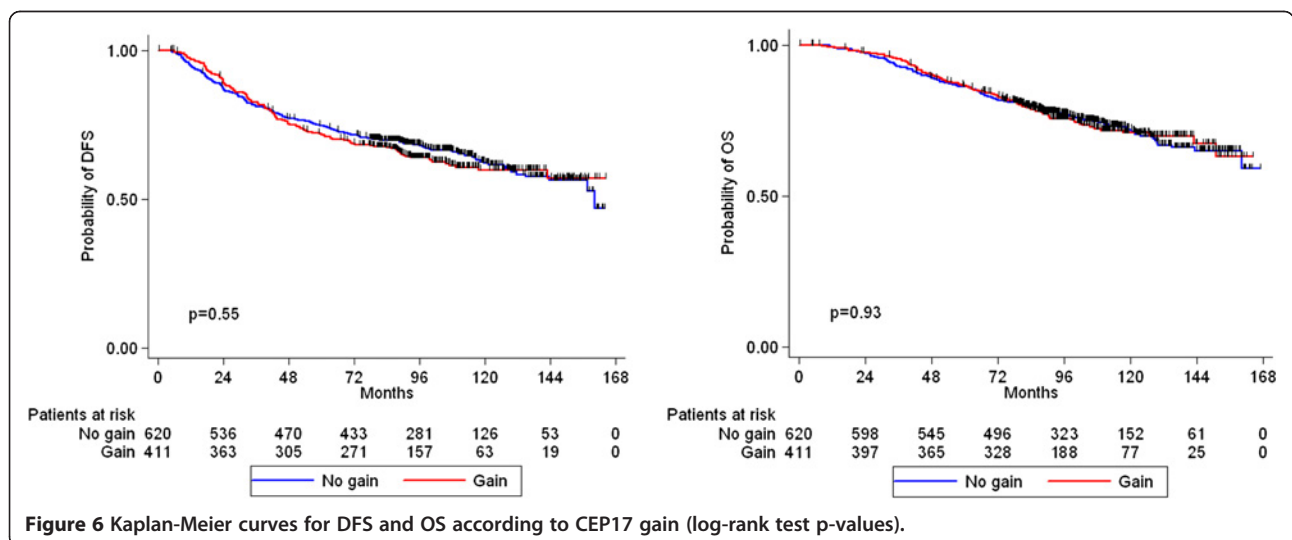 1.00
0.50
0.00
Probability of DFS
p=0.55
0 24 48 72 96 120 144 168
Months
Patients at risk
No gain 620 536 470 433 281 126 53 0
Gain 411 363 305 271 157 63 19 0
No gain Gain
1.00
0.50
0.00
Probability of OS
p=0.93
0 24 48 72 96 120 144 168
Months
Patients at risk
No gain 620 598 545 496 323 152 61 0
Gain 411 397 365 328 188 77 25 0
No gain Gain
Figure 6 Kaplan-Meier curves for DFS and OS according to CEP17 gain (log-rank test p-values).